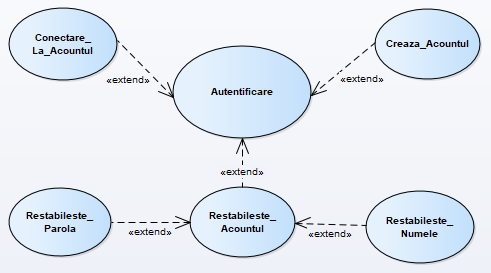 Conectare_
La_Acountul
Creaza_Acountul
«extend»
«extend»
Autentificare
«extend»
Restabileste_
Parola
«extend»
Restabileste_
Acountul
«extend»
Restabileste_
Numele